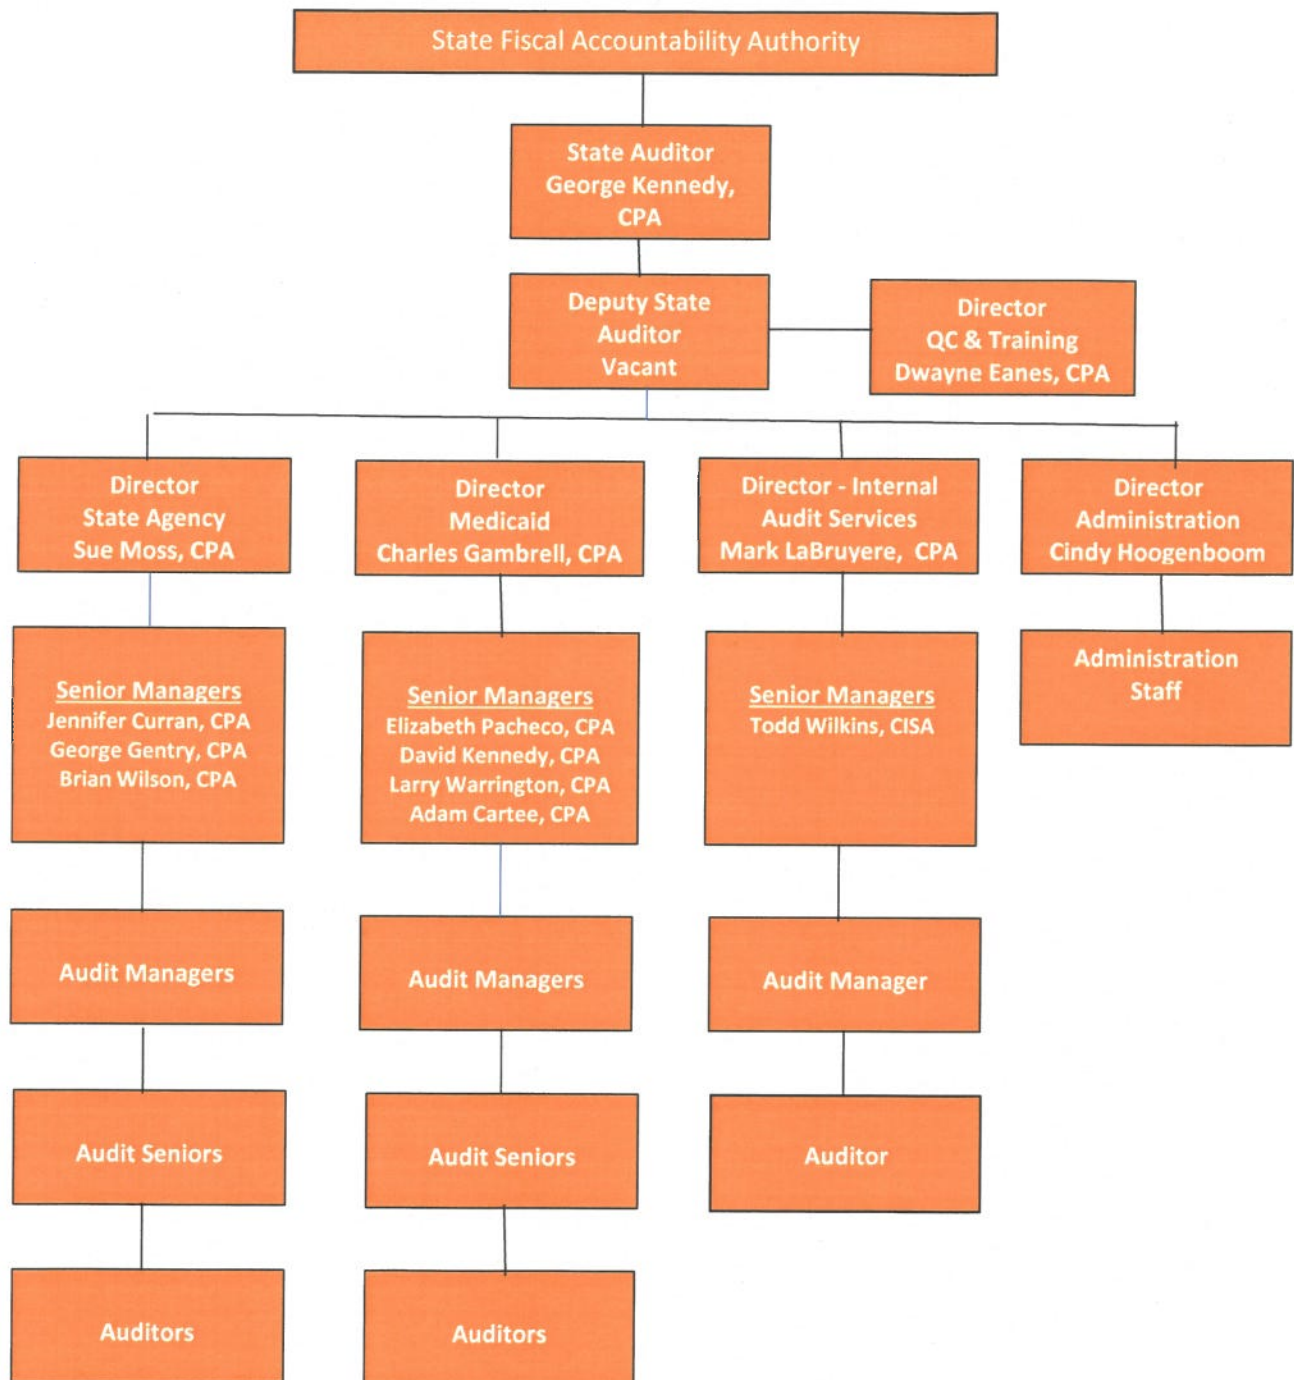 State Fiscal Accountability Authority
State Auditor
George Kennedy,
CPA
Deputy State
Auditor
Vacant
Director
QC & Training
Dwayne Eanes, CPA
Director
State Agency
Sue Moss, CPA
Director
Medicaid
Charles Gambrell, CPA
Director - Internal
Audit Services
Mark LaBruyere, CPA
Director
Administration
Cindy Hoogenboom
Senior Managers
Jennifer Curran, CPA
George Gentry, CPA
Brian Wilson, CPA
Senior Managers
Elizabeth Pacheco, CPA
David Kennedy, CPA
Larry Warrington, CPA
Adam Cartee, CPA
Senior Managers
Todd Wilkins, CISA
Administration
Staff
Audit Managers
Audit Managers
Audit Manager
Audit Seniors
Audit Seniors
Auditor
Auditors
Auditors